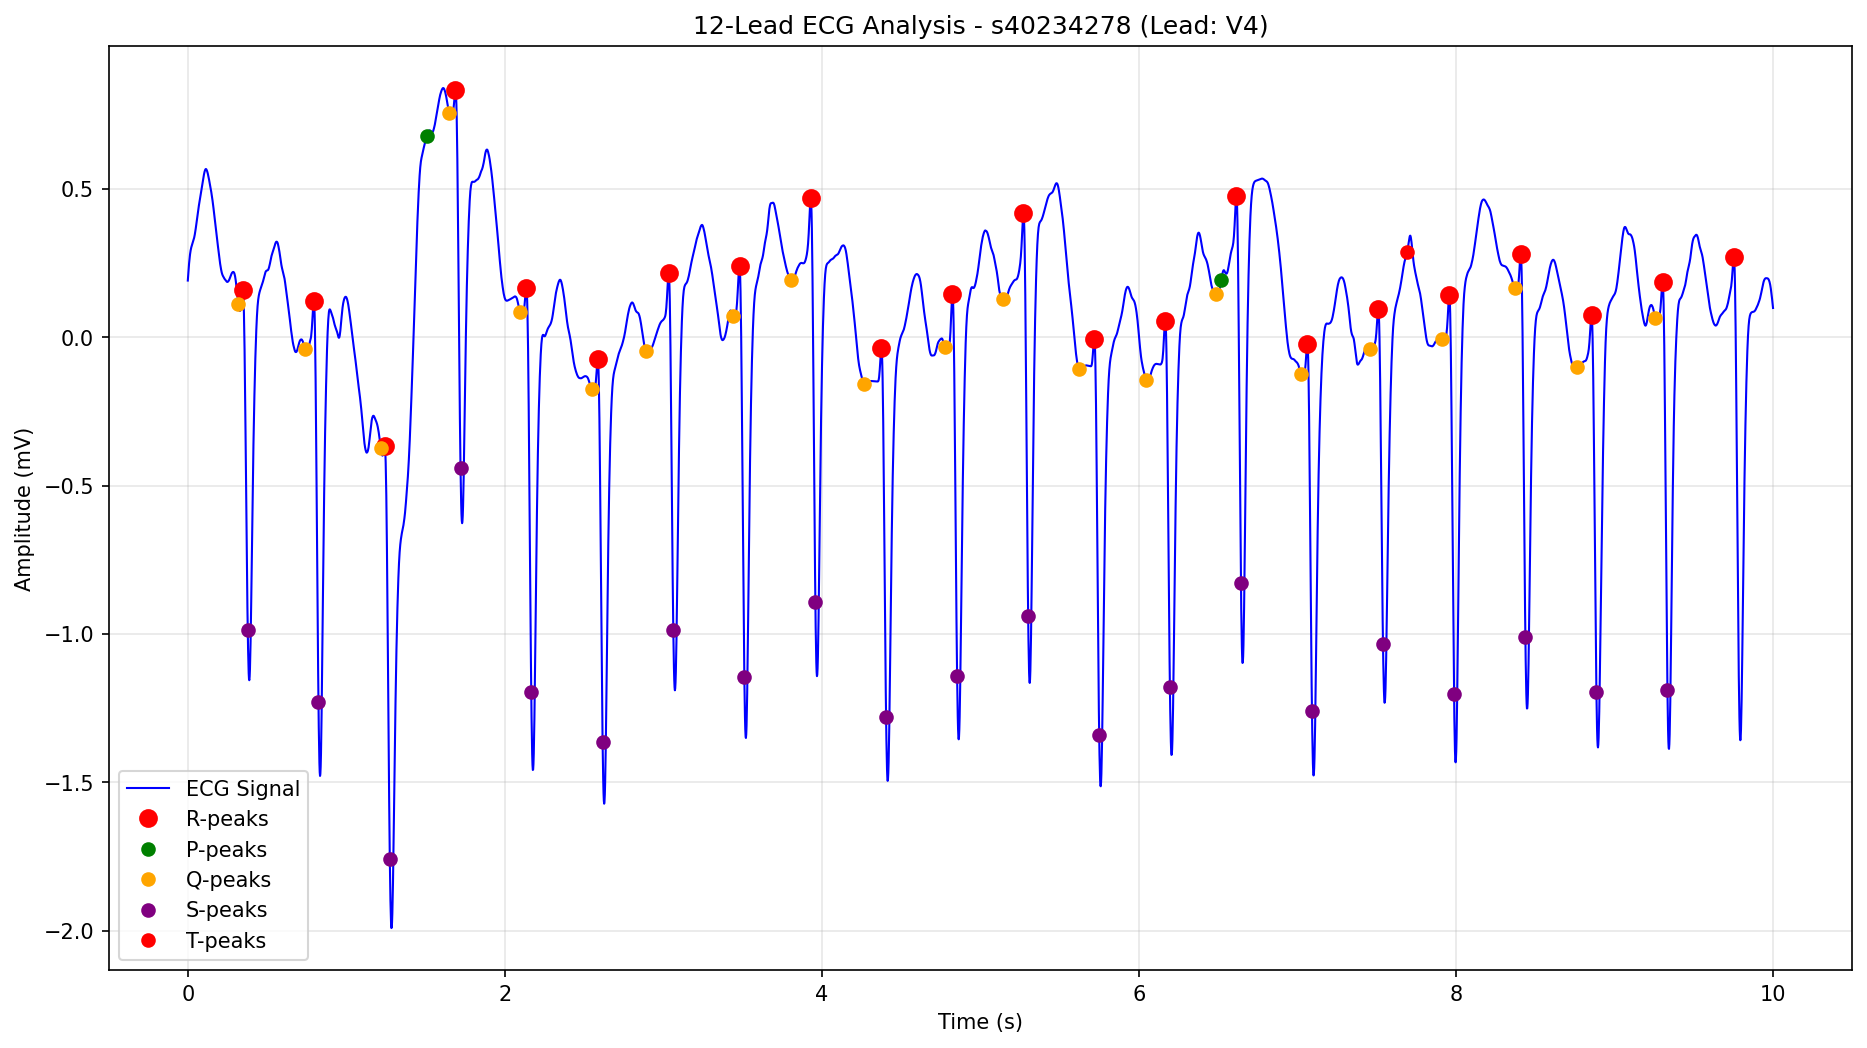 12-Lead ECG Analysis - s40234278 (Lead: V4)
Amplitude (mV)
0.5
0.0
−0.5
−1.0
−1.5
−2.0
ECG Signal
R-peaks
P-peaks
Q-peaks
S-peaks
T-peaks
0 2 4 6 8 10
Time (s)